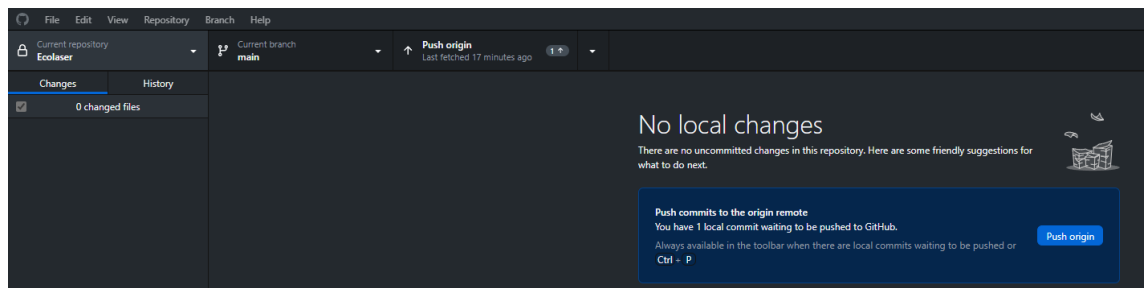 File Edit View Repository Branch Help
Current repository
Ecolaser
Current branch
main
Push origin
Last fetched 17 minutes ago
1
Changes History
0 changed files
No local changes
There are no uncommitted changes in this repository. Here are some friendly suggestions for
what to do next.
Push commits to the origin remote
You have 1 local commit waiting to be pushed to GitHub.
Always available in the toolbar when there are local commits waiting to be pushed or
Ctrl + P
Push origin